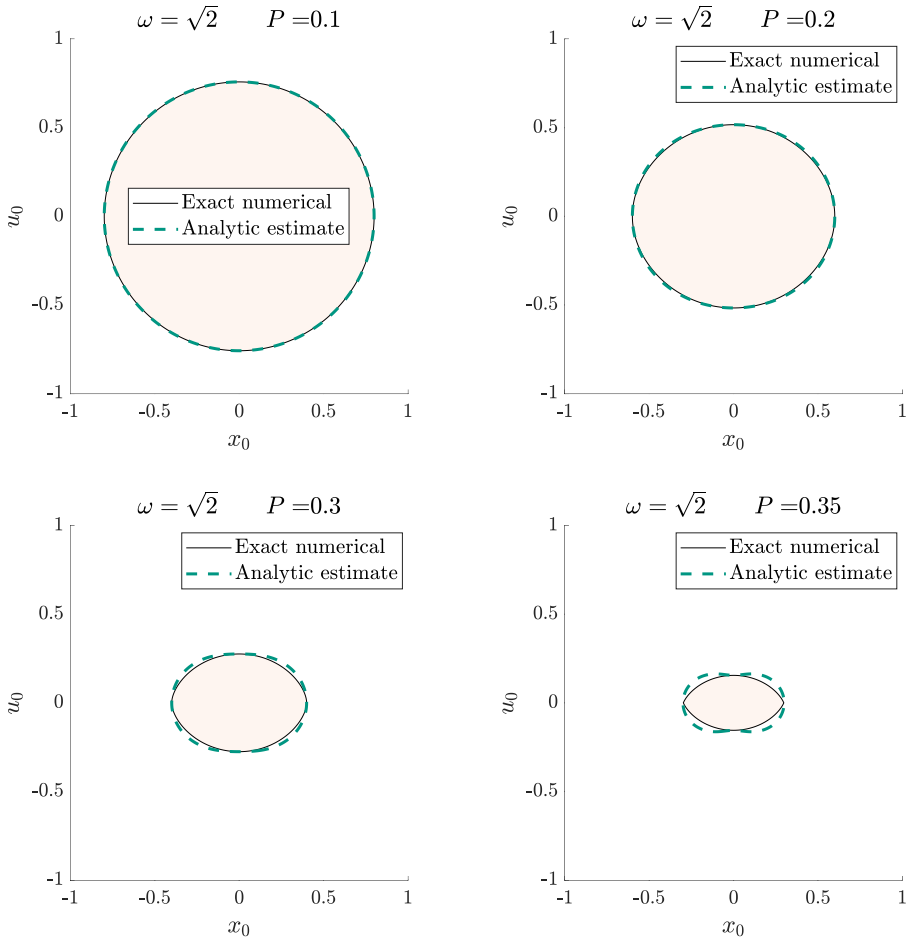 ω = √2 P =0.1
1
0.5
0
-0.5
-1
u₀
Exact numerical
Analytic estimate
-1 -0.5 0 0.5 1
x₀
ω = √2 P =0.2
1
0.5
0
-0.5
-1
u₀
Exact numerical
Analytic estimate
-1 -0.5 0 0.5 1
x₀
ω = √2 P =0.3
1
0.5
0
-0.5
-1
u₀
Exact numerical
Analytic estimate
-1 -0.5 0 0.5 1
x₀
ω = √2 P =0.35
1
0.5
0
-0.5
-1
u₀
Exact numerical
Analytic estimate
-1 -0.5 0 0.5 1
x₀